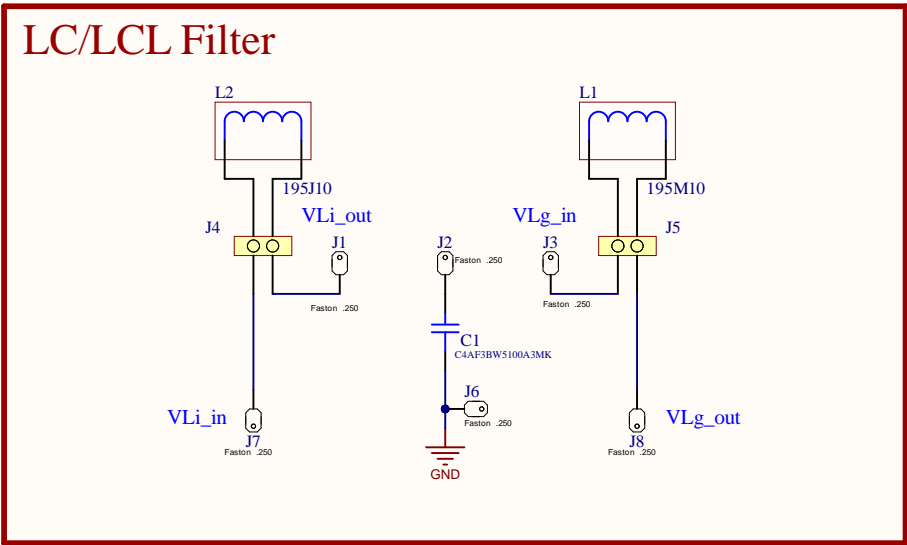 LC/LCL Filter
L2
L1
195J10
195M10
VLi_out
VLg_in
J4
J5
J1
J2
J3
Faston .250
Faston .250
Faston .250
C1
C4AF3BW5100A3MK
J6
Faston .250
VLi_in
VLg_out
J7
J8
Faston .250
Faston .250
GND